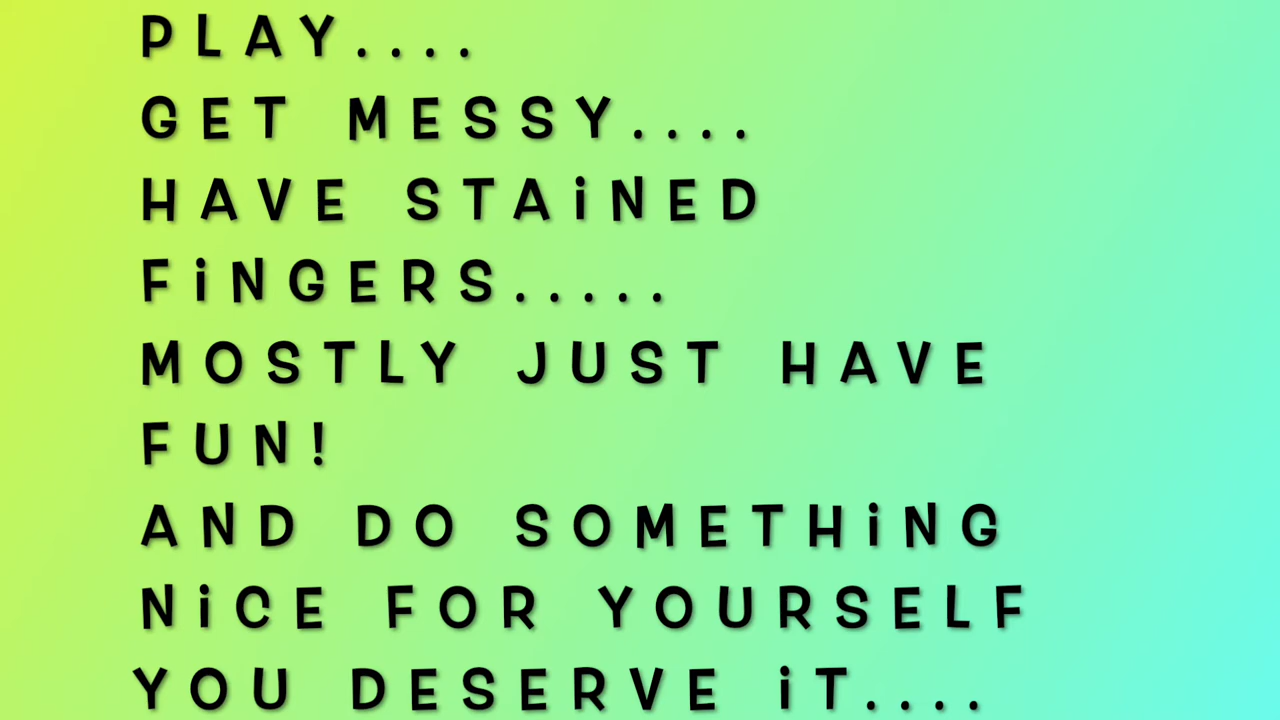 PLAY....
GET MESSY....
HAVE STAiNED
FiNGERS.....
MOSTLY JUST HAVE
FUN!
AND DO SOMETHiNG
NiCE FOR YOURSELF
YOU DESERVE iT....